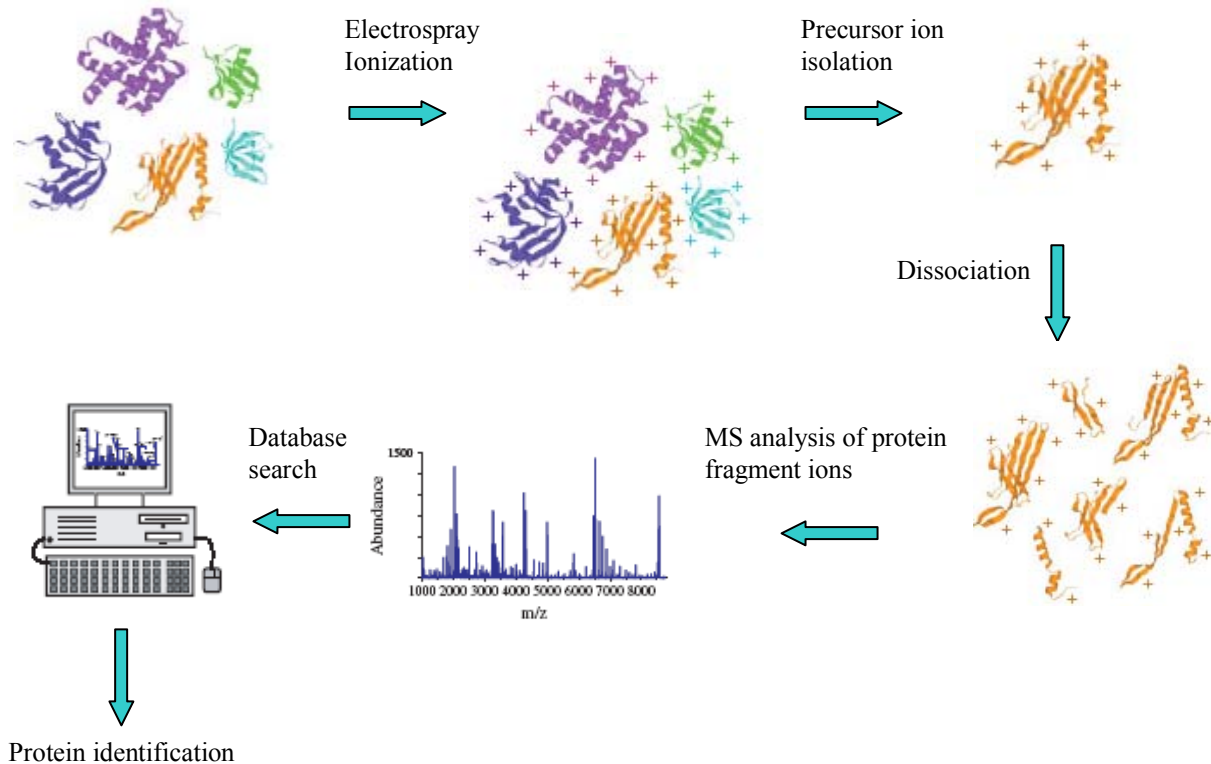 Electrospray
Ionization
Precursor ion
isolation
Dissociation
MS analysis of protein
fragment ions
1500
Abundance
1000 2000 3000 4000 5000 6000 7000 8000
m/z
Database
search
Protein identification